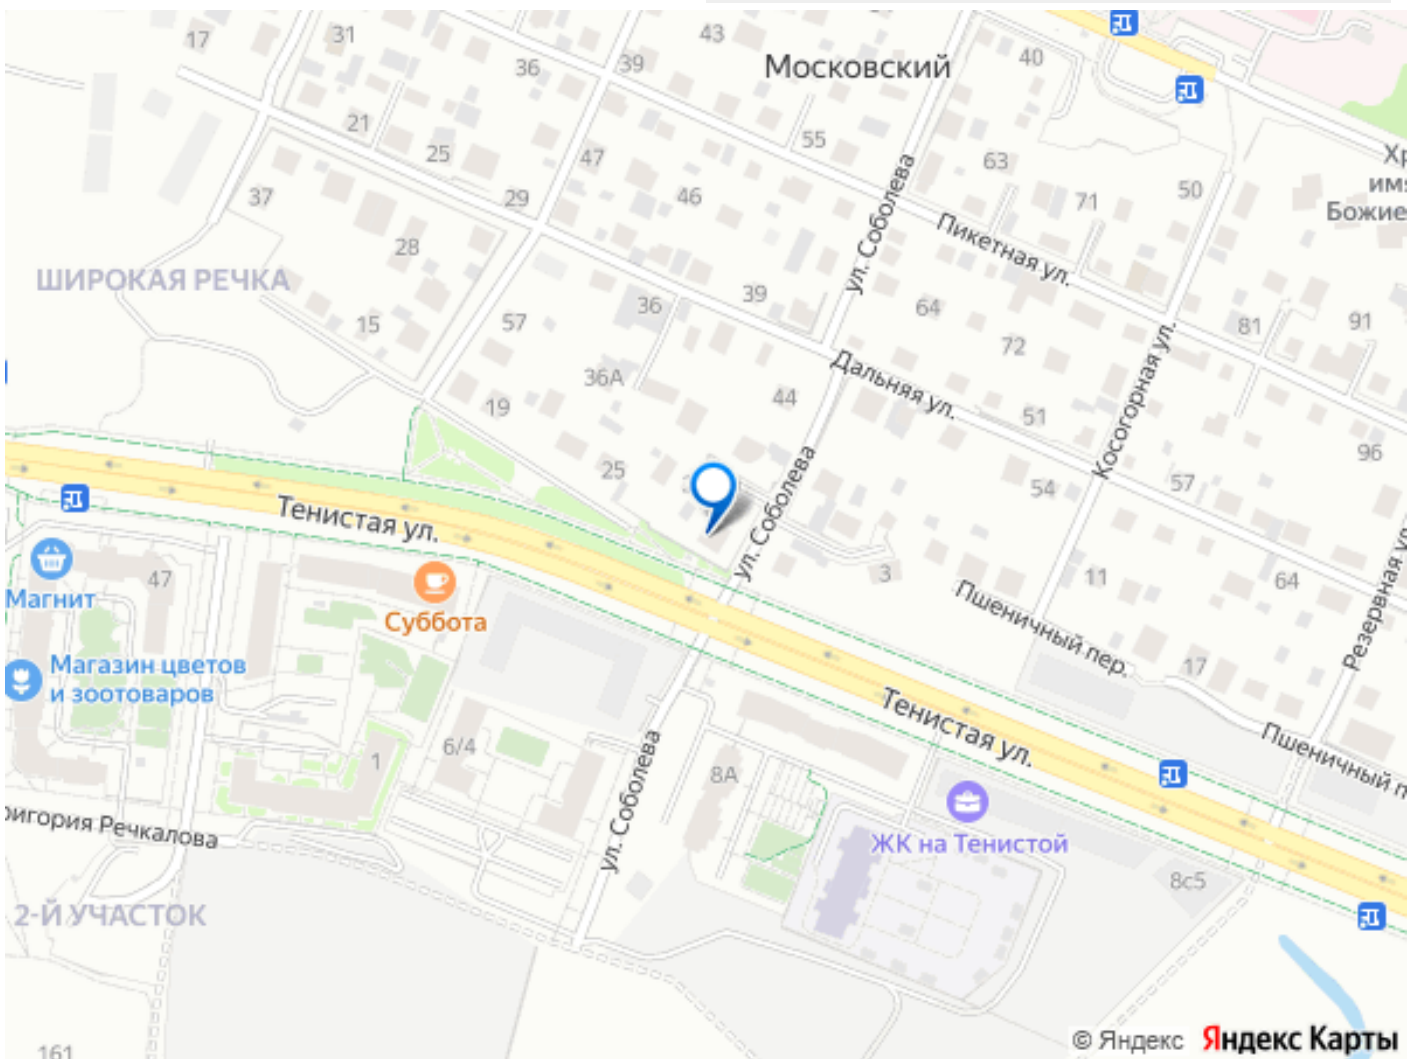 17
31
43
Московский
40
36
39
21
25
55
63
Хр
имя
Божие
47
46
71
50
37
29
ул. Соболева
Пикетная ул.
28
ШИРОКАЯ РЕЧКА
36
39
64
15
57
81
91
72
Косогорная ул.
36А
Дальняя ул.
44
19
51
96
25
57
54
ул. Соболева
Тенистая ул.
3
11
64
Пшеничный пер.
Резервная ул.
Магнит
47
Суббота
17
Магазин цветов
и зоотоваров
Тенистая ул.
Пшеничный п
6/4
1
8А
ул. Соболева
ригория Речкалова
ЖК на Тенистой
8с5
2-Й УЧАСТОК
161
© Яндекс Яндекс Карты